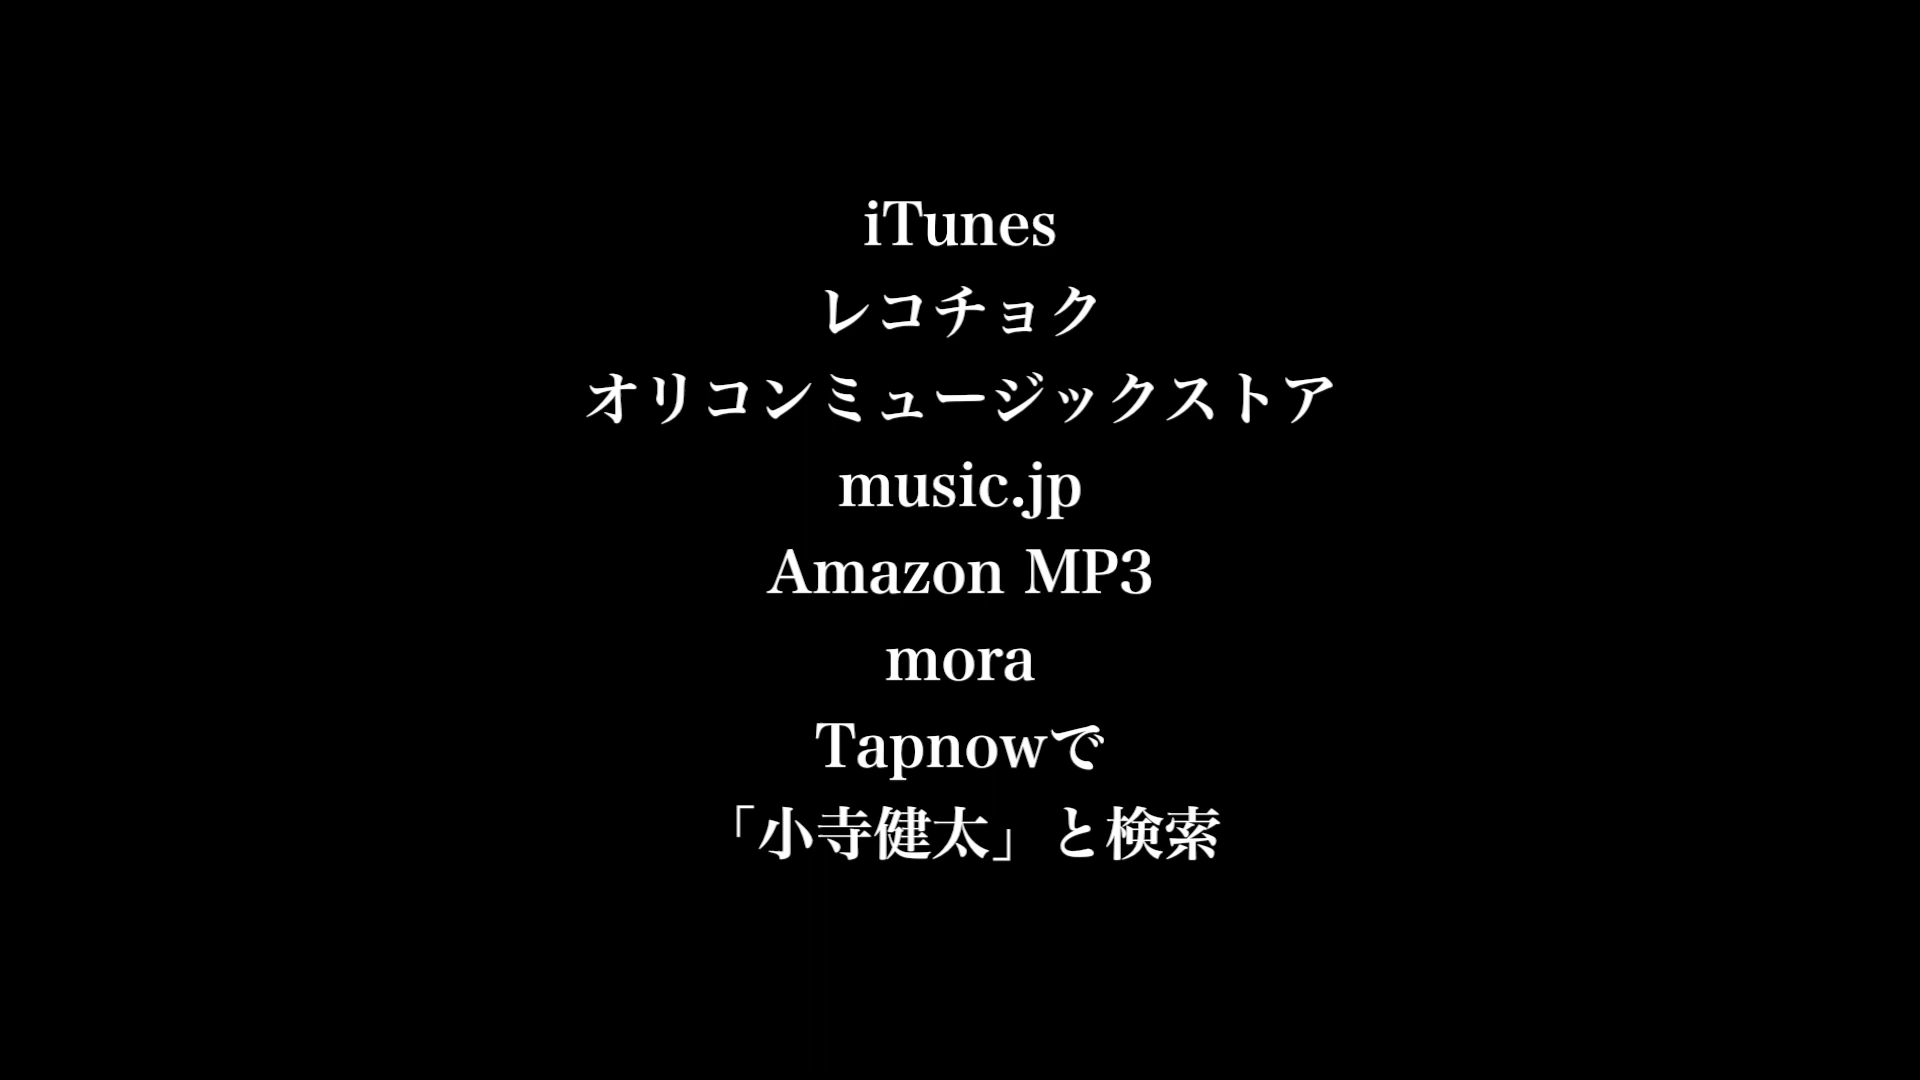 iTunes
レコチョク
オリコンミュージックストア
music.jp
Amazon MP3
mora
Tapnowで
「小寺健太」と検索